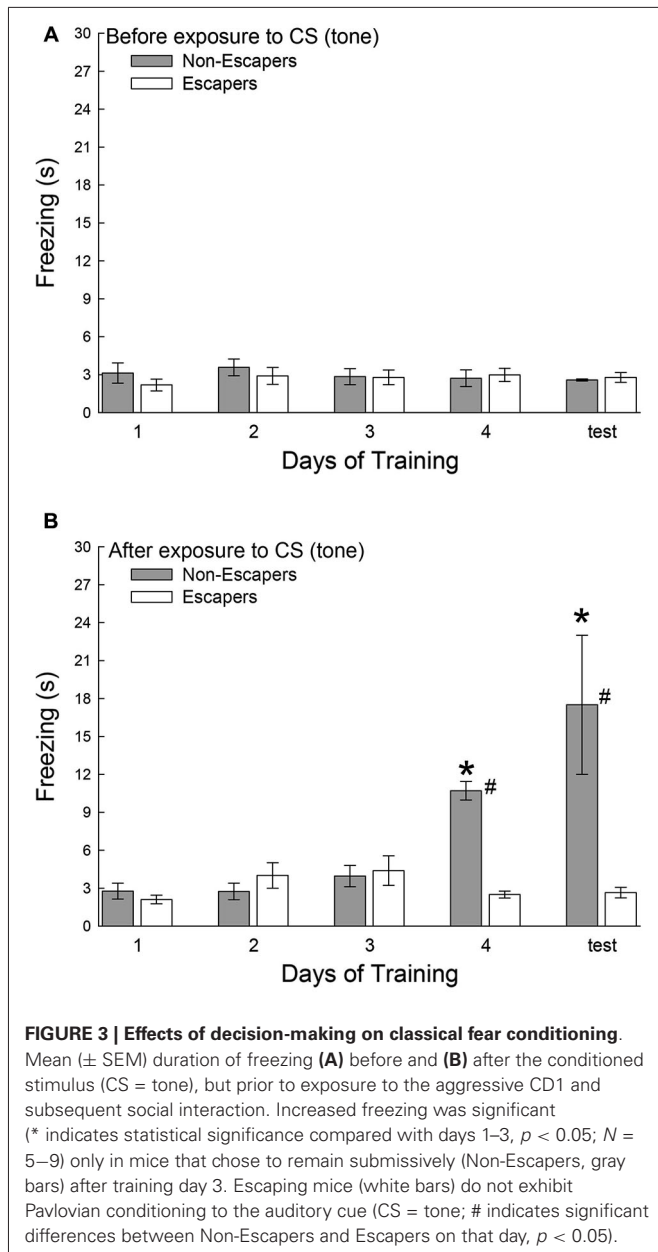 A
Before exposure to CS (tone)
Non-Escapers
Escapers
30
27
24
21
18
15
12
9
6
3
0
Freezing (s)
1 2 3 4 test
Days of Training
B
After exposure to CS (tone)
Non-Escapers
Escapers
30
27
24
21
18
15
12
9
6
3
0
Freezing (s)
*
#
*
#
1 2 3 4 test
Days of Training
FIGURE 3 | Effects of decision-making on classical fear conditioning.
Mean (± SEM) duration of freezing (A) before and (B) after the conditioned
stimulus (CS = tone), but prior to exposure to the aggressive CD1 and
subsequent social interaction. Increased freezing was significant
(* indicates statistical significance compared with days 1–3, p < 0.05; N =
5–9) only in mice that chose to remain submissively (Non-Escapers, gray
bars) after training day 3. Escaping mice (white bars) do not exhibit
Pavlovian conditioning to the auditory cue (CS = tone; # indicates significant
differences between Non-Escapers and Escapers on that day, p < 0.05).